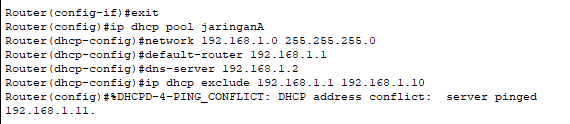 Router(config-if)#exit
Router(config)#ip dhcp pool jaringanA
Router(dhcp-config)#network 192.168.1.0 255.255.255.0
Router(dhcp-config)#default-router 192.168.1.1
Router(dhcp-config)#dns-server 192.168.1.2
Router(dhcp-config)#ip dhcp exclude 192.168.1.1 192.168.1.10
Router(config)#%DHCPD-4-PING_CONFLICT: DHCP address conflict:  server pinged
192.168.1.11.